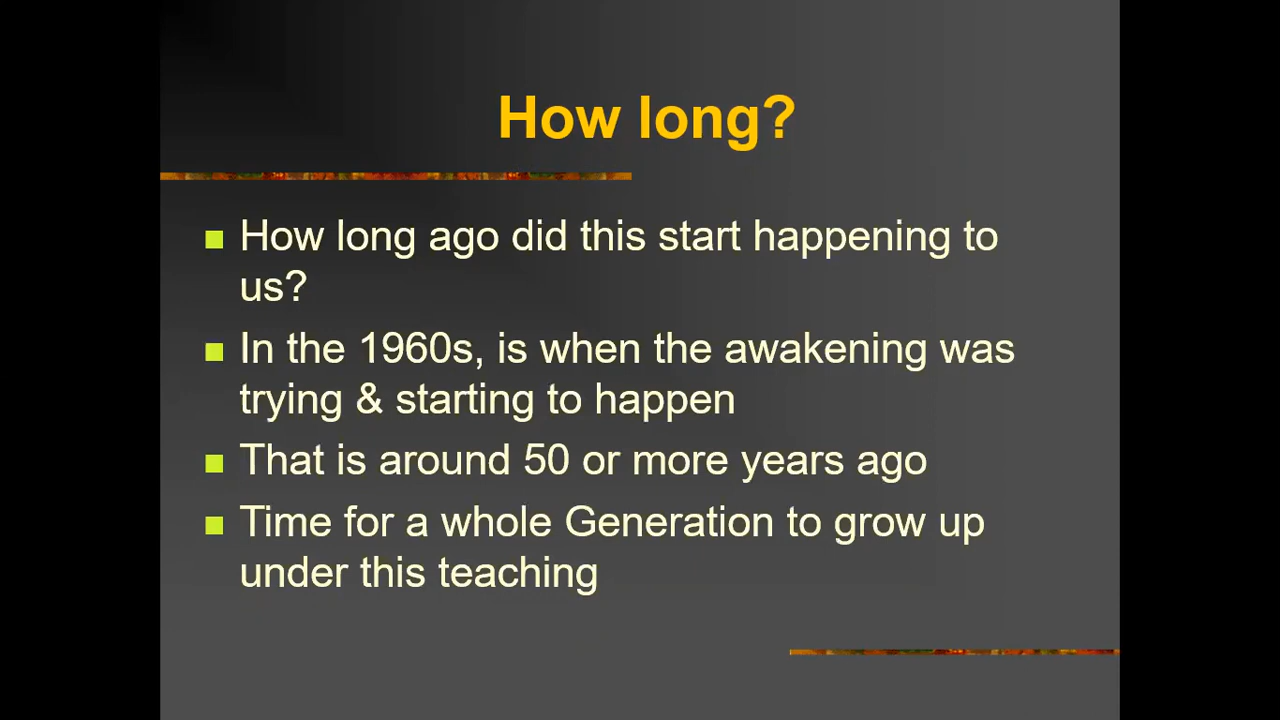 How long?
How long ago did this start happening to
us?
In the 1960s, is when the awakening was
trying & starting to happen
That is around 50 or more years ago
Time for a whole Generation to grow up
under this teaching